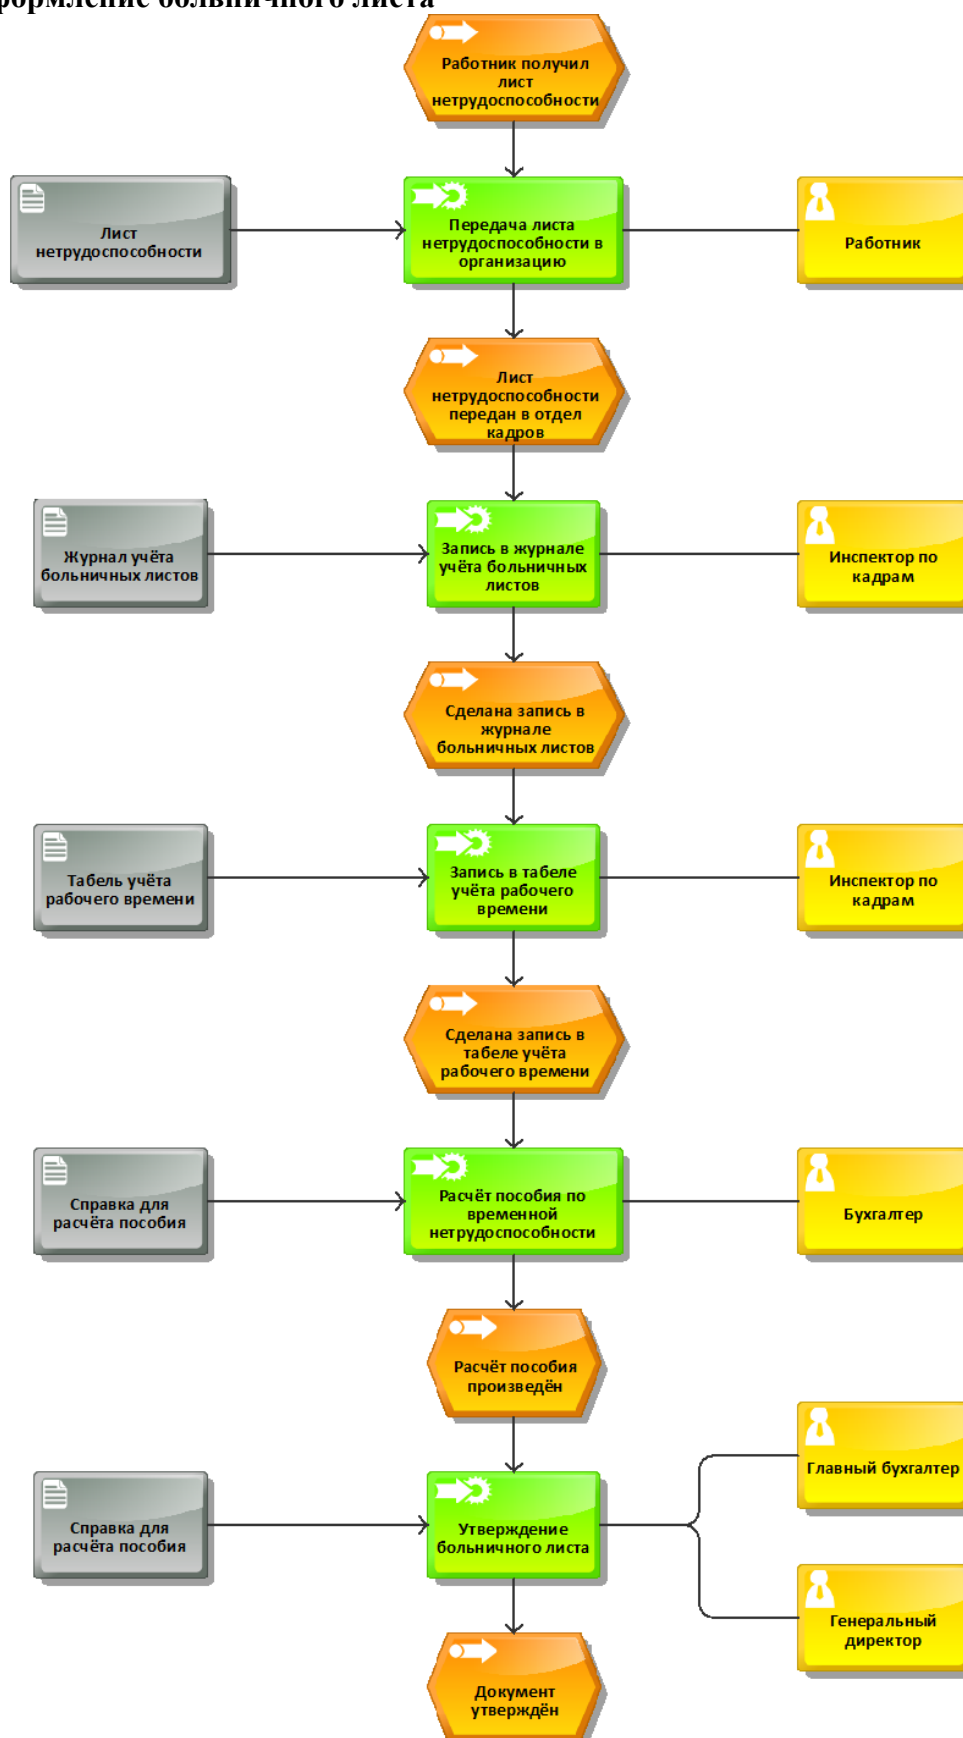 формление больничного листа
Работник получил
лист
нетрудоспособности
Лист
нетрудоспособности
Передача листа
нетрудоспособности в
организацию
Работник
Лист
нетрудоспособности
передан в отдел
кадров
Журнал учёта
больничных листов
Запись в журнале
учёта больничных
листов
Инспектор по
кадрам
Сделана запись в
журнале
больничных листов
Табель учёта
рабочего времени
Запись в табеле
учёта рабочего
времени
Инспектор по
кадрам
Сделана запись в
табеле учёта
рабочего времени
Справка для
расчёта пособия
Расчёт пособия по
временной
нетрудоспособности
Бухгалтер
Расчёт пособия
произведён
Справка для
расчёта пособия
Утверждение
больничного листа
Главный бухгалтер
Генеральный
директор
Документ
утверждён